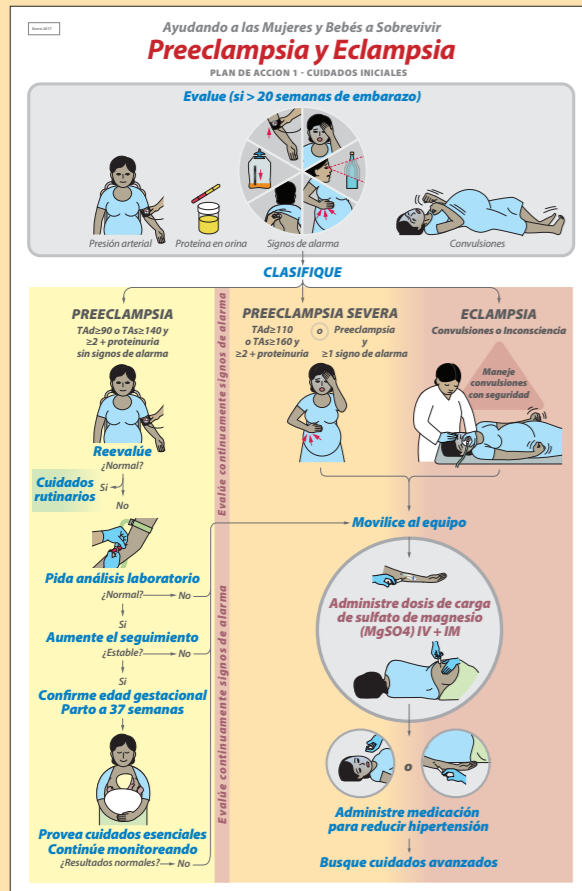 Enero 2017
Ayudando a las Mujeres y Bebés a Sobrevivir
Preeclampsia y Eclampsia
PLAN DE ACCION 1 - CUIDADOS INICIALES
Evalue (si > 20 semanas de embarazo)
Presión arterial
Proteína en orina
Signos de alarma
Convulsiones
CLASIFIQUE
PREECLAMPSIA
TAd≥90 o TAs≥140 y
≥2 + proteinuria
sin signos de alarma
Reevalúe
¿Normal?
Si
Cuidados
rutinarios
No
Pida análisis laboratorio
¿Normal?
No
Si
Aumente el seguimiento
¿Estable?
No
Si
Confirme edad gestacional
Parto a 37 semanas
Provea cuidados esenciales
Continúe monitoreando
¿Resultados normales?
No
Evalúe continuamente signos de alarma
Evalúe continuamente signos de alarma
PREECLAMPSIA SEVERA
TAd≥110
o TAs≥160 y
≥2 + proteinuria
o
Preeclampsia
y
≥1 signo de alarma
ECLAMPSIA
Convulsiones o Inconsciencia
Maneje
convulsiones
con seguridad
Movilice al equipo
Administre dosis de carga
de sulfato de magnesio
(MgSO4) IV + IM
o
Administre medicación
para reducir hipertensión
Busque cuidados avanzados